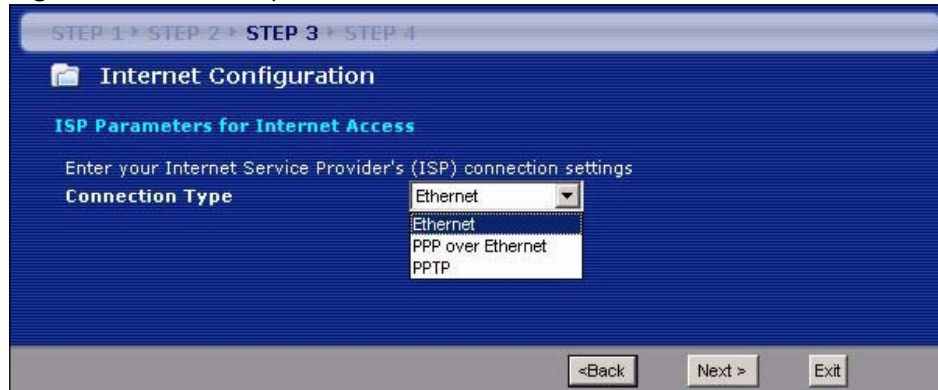 STEP 1 STEP 2 STEP 3 STEP 4
Internet Configuration
ISP Parameters for Internet Access
Enter your Internet Service Provider's (ISP) connection settings
Connection Type Ethernet
Ethernet
PPP over Ethernet
PPTP
<Back Next > Exit